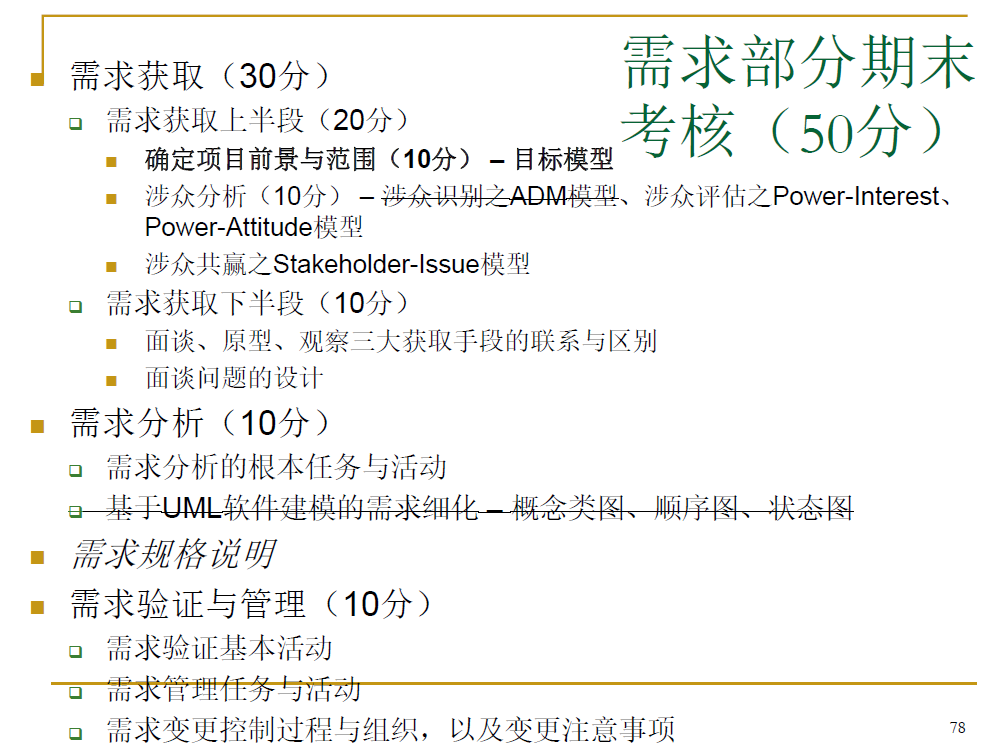 需求部分期末
考核（50分）
需求获取（30分）
需求获取上半段（20分）
确定项目前景与范围（10分） – 目标模型
涉众分析（10分） – 涉众识别之ADM模型、涉众评估之Power-Interest、
Power-Attitude模型
涉众共赢之Stakeholder-Issue模型
需求获取下半段（10分）
面谈、原型、观察三大获取手段的联系与区别
面谈问题的设计
需求分析（10分）
需求分析的根本任务与活动
基于UML软件建模的需求细化 – 概念类图、顺序图、状态图
需求规格说明
需求验证与管理（10分）
需求验证基本活动
需求管理任务与活动
需求变更控制过程与组织，以及变更注意事项
78